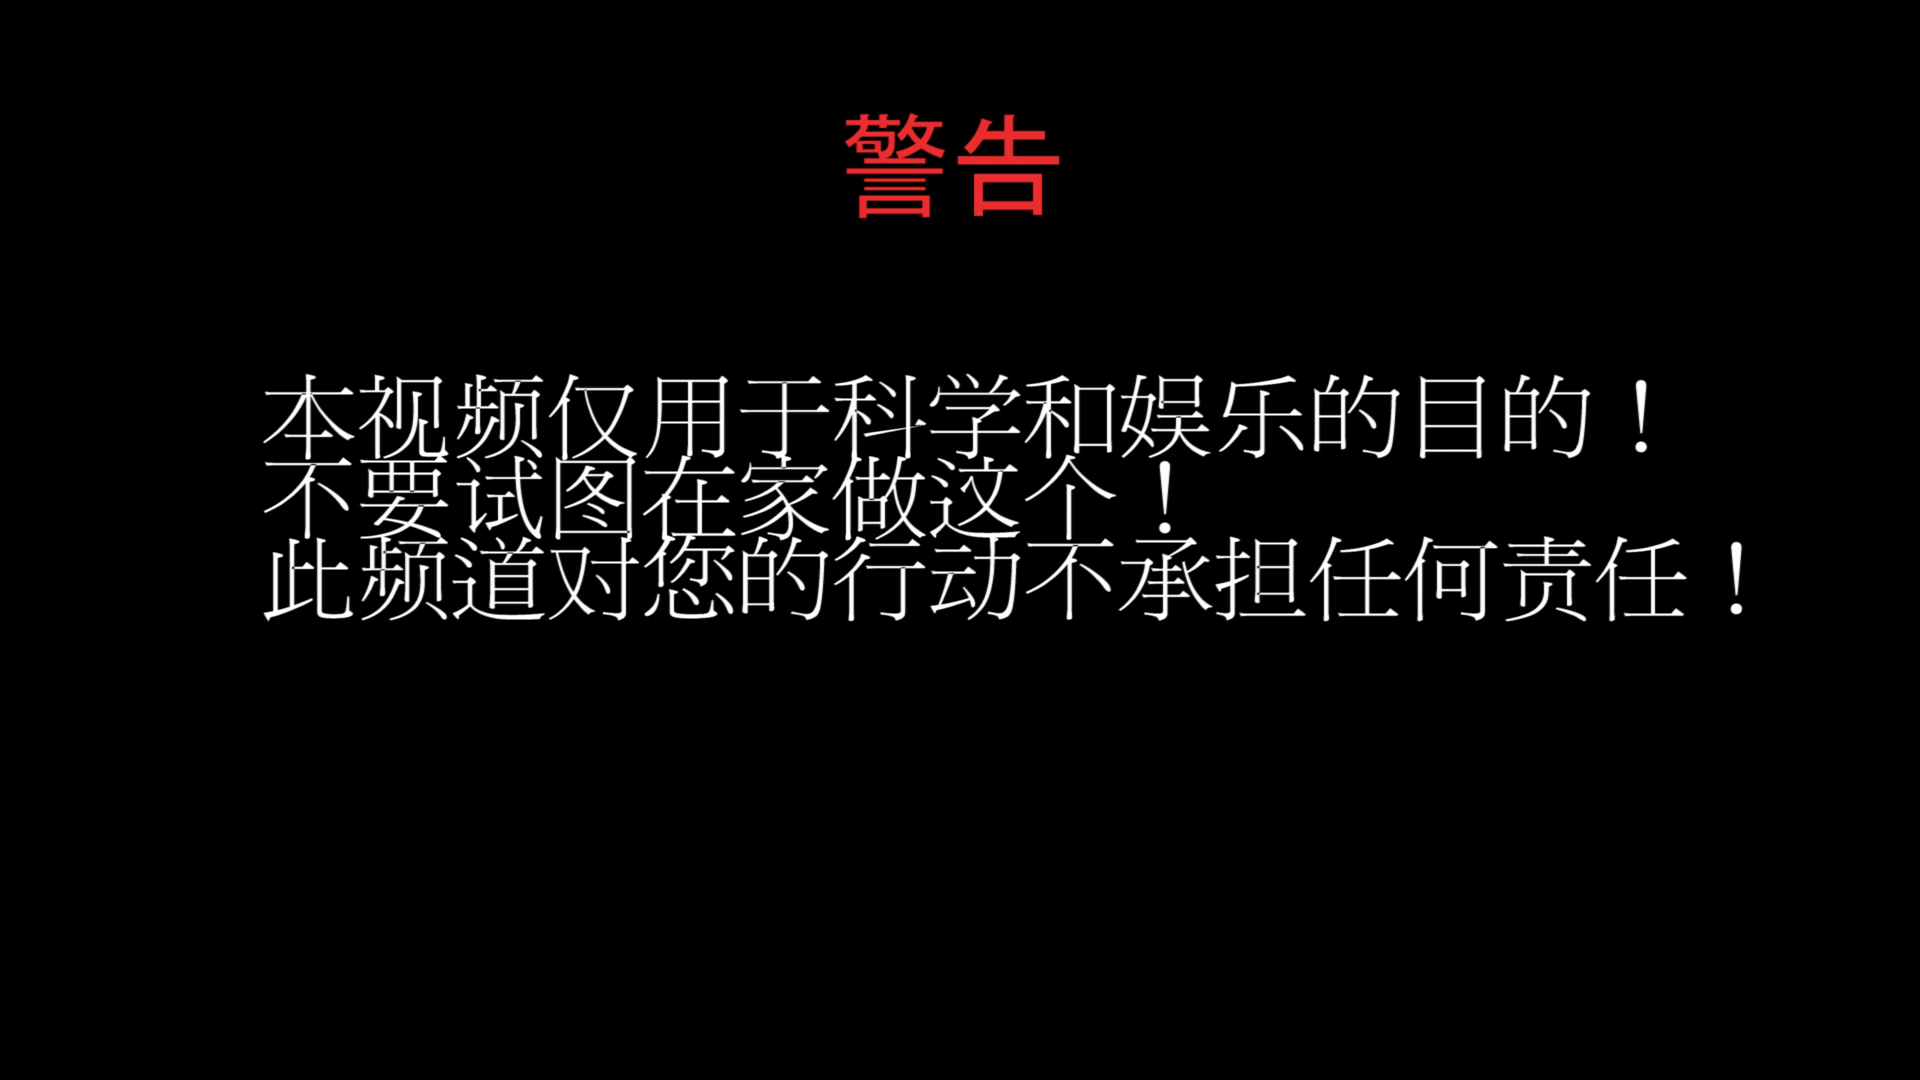 警告
本视频仅用于科学和娱乐的目的！
不要试图在家做这个！
此频道对您的行动不承担任何责任！